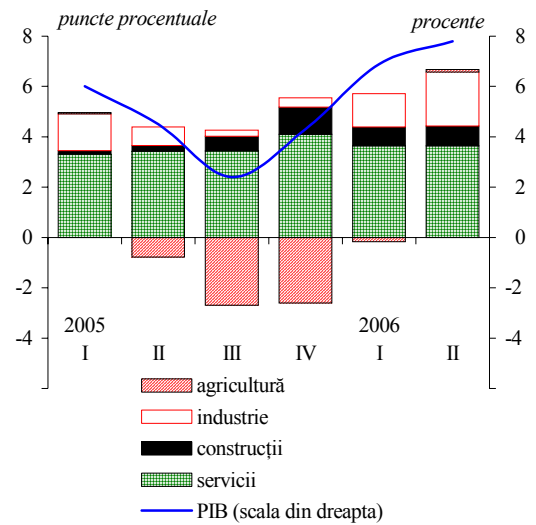 puncte procentuale procente
8 8
6 6
4 4
2 2
0 0
-2 -2
-4 -4
2005 2006
I II III IV I II
agricultură
industrie
construcții
servicii
PIB (scala din dreapta)